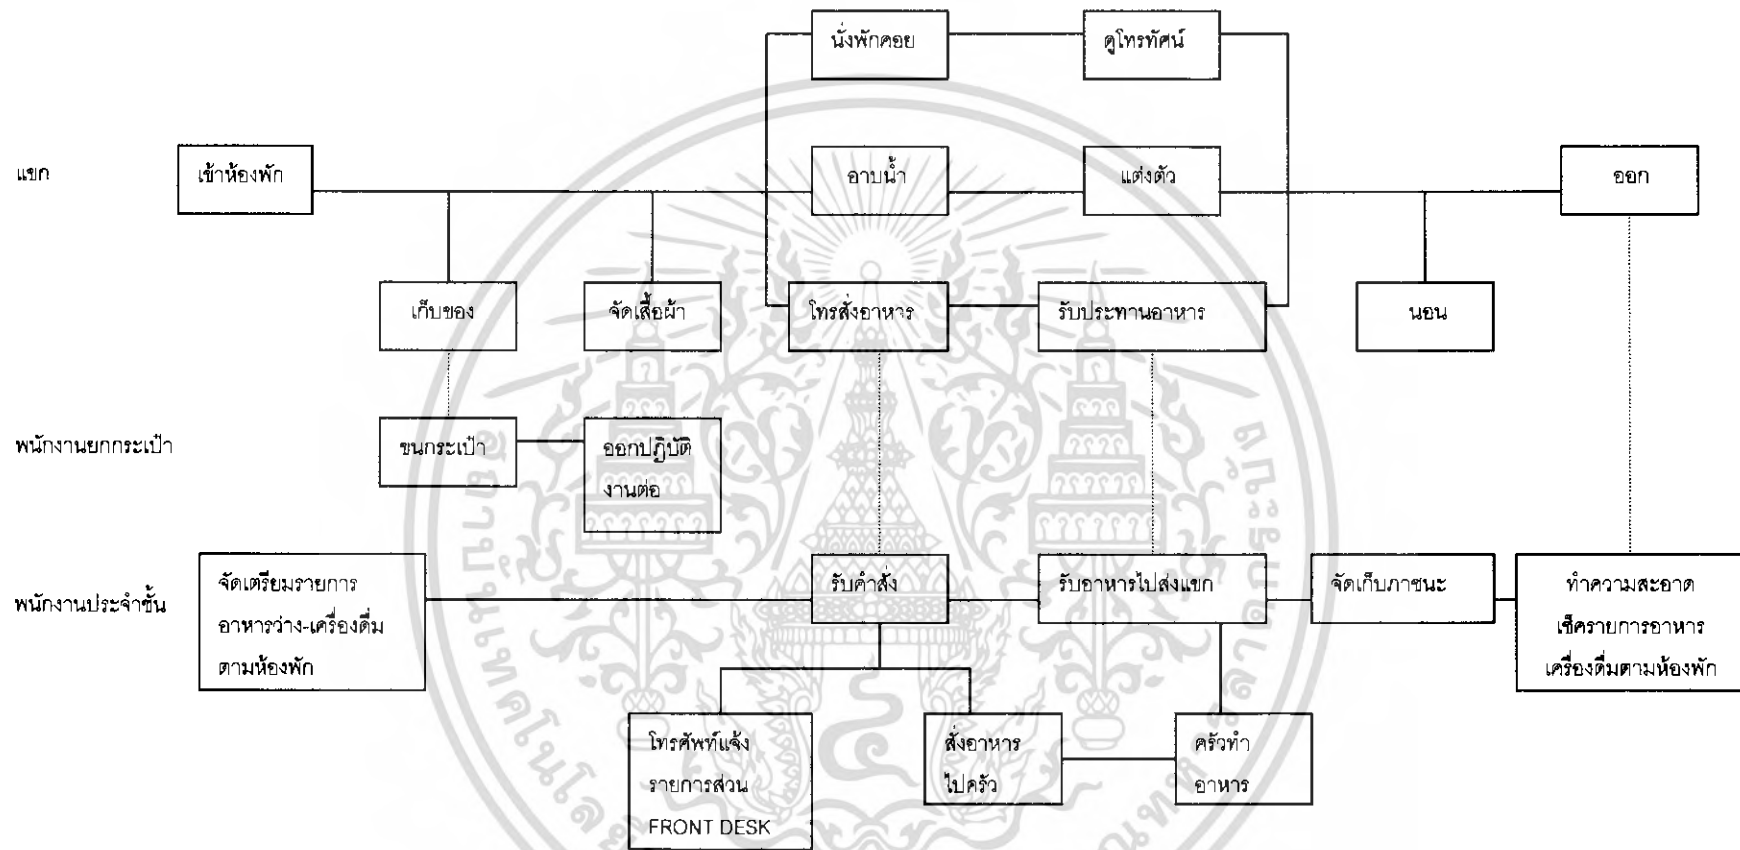 นั่งพักคอย
ดูโทรทัศน์
แขก
เข้าห้องพัก
อาบน้ำ
แต่งตัว
ออก
เก็บของ
จัดเสื้อผ้า
โทรสั่งอาหาร
รับประทานอาหาร
นอน
พนักงานยกกระเป๋า
ขนกระเป๋า
ออกปฏิบัติ
งานต่อ
พนักงานประจำชั้น
จัดเตรียมรายการ
อาหารว่าง-เครื่องดื่ม
ตามห้องพัก
รับคำสั่ง
รับอาหารไปส่งแขก
จัดเก็บภาชนะ
ทำความสะอาด
เช็ครายการอาหาร
เครื่องดื่มตามห้องพัก
โทรศัพท์แจ้ง
รายการส่วน
FRONT DESK
สั่งอาหาร
ไปครัว
ครัวทำ
อาหาร